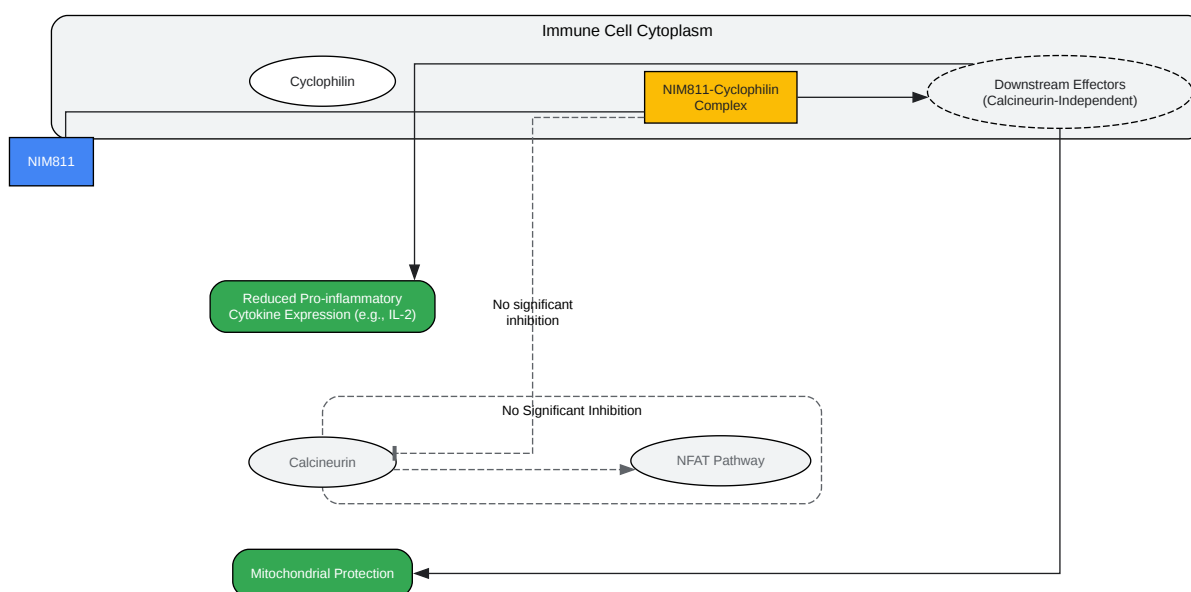 Immune Cell Cytoplasm
Cyclophilin
NIM811-Cyclophilin
Complex
Downstream Effectors
(Calcineurin-Independent)
NIM811
Reduced Pro-inflammatory
Cytokine Expression (e.g., IL-2)
No significant
inhibition
No Significant Inhibition
Calcineurin
NFAT Pathway
Mitochondrial Protection